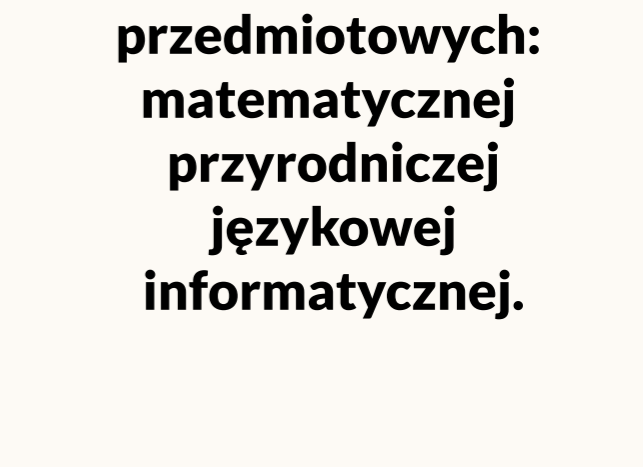 przedmiotowych:
matematycznej
przyrodniczej
językowej
informatycznej.